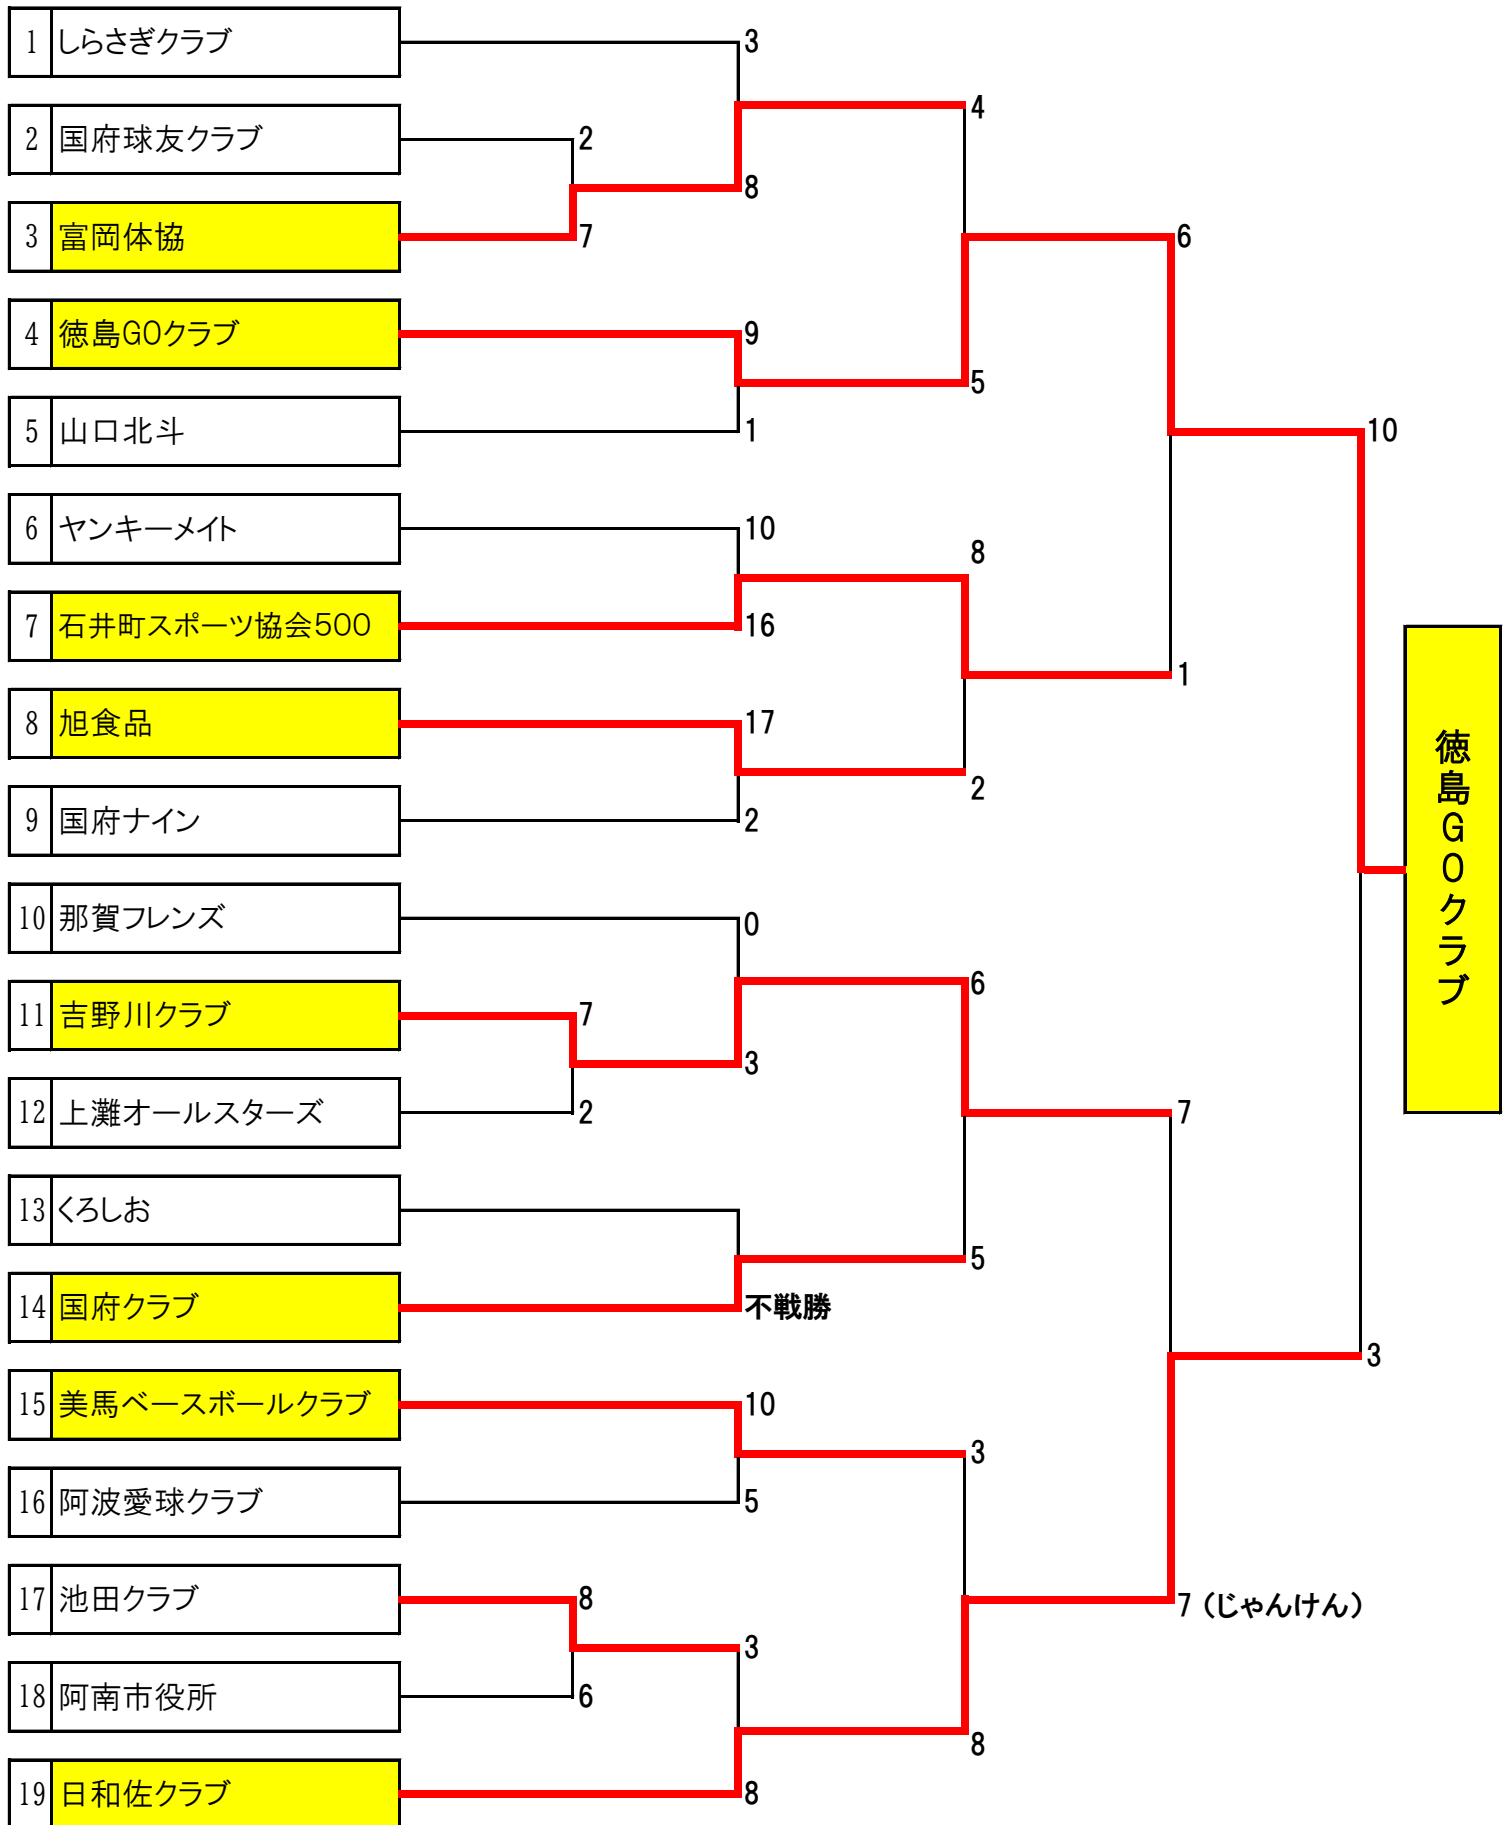 1 しらさぎクラブ
3
4
2 国府球友クラブ
2
8
3 富岡体協
7
6
4 徳島GOクラブ
9
5
5 山口北斗
1
10
6 ヤンキーメイト
10
8
7 石井町スポーツ協会500
16
1
8 旭食品
17
2
9 国府ナイン
2
徳島GOクラブ
10 那賀フレンズ
0
6
11 吉野川クラブ
7
3
12 上灘オールスターズ
2
7
13 くろしお
5
14 国府クラブ
不戦勝
3
15 美馬ベースボールクラブ
10
3
16 阿波愛球クラブ
5
17 池田クラブ
8
7 (じゃんけん)
3
18 阿南市役所
6
8
19 日和佐クラブ
8